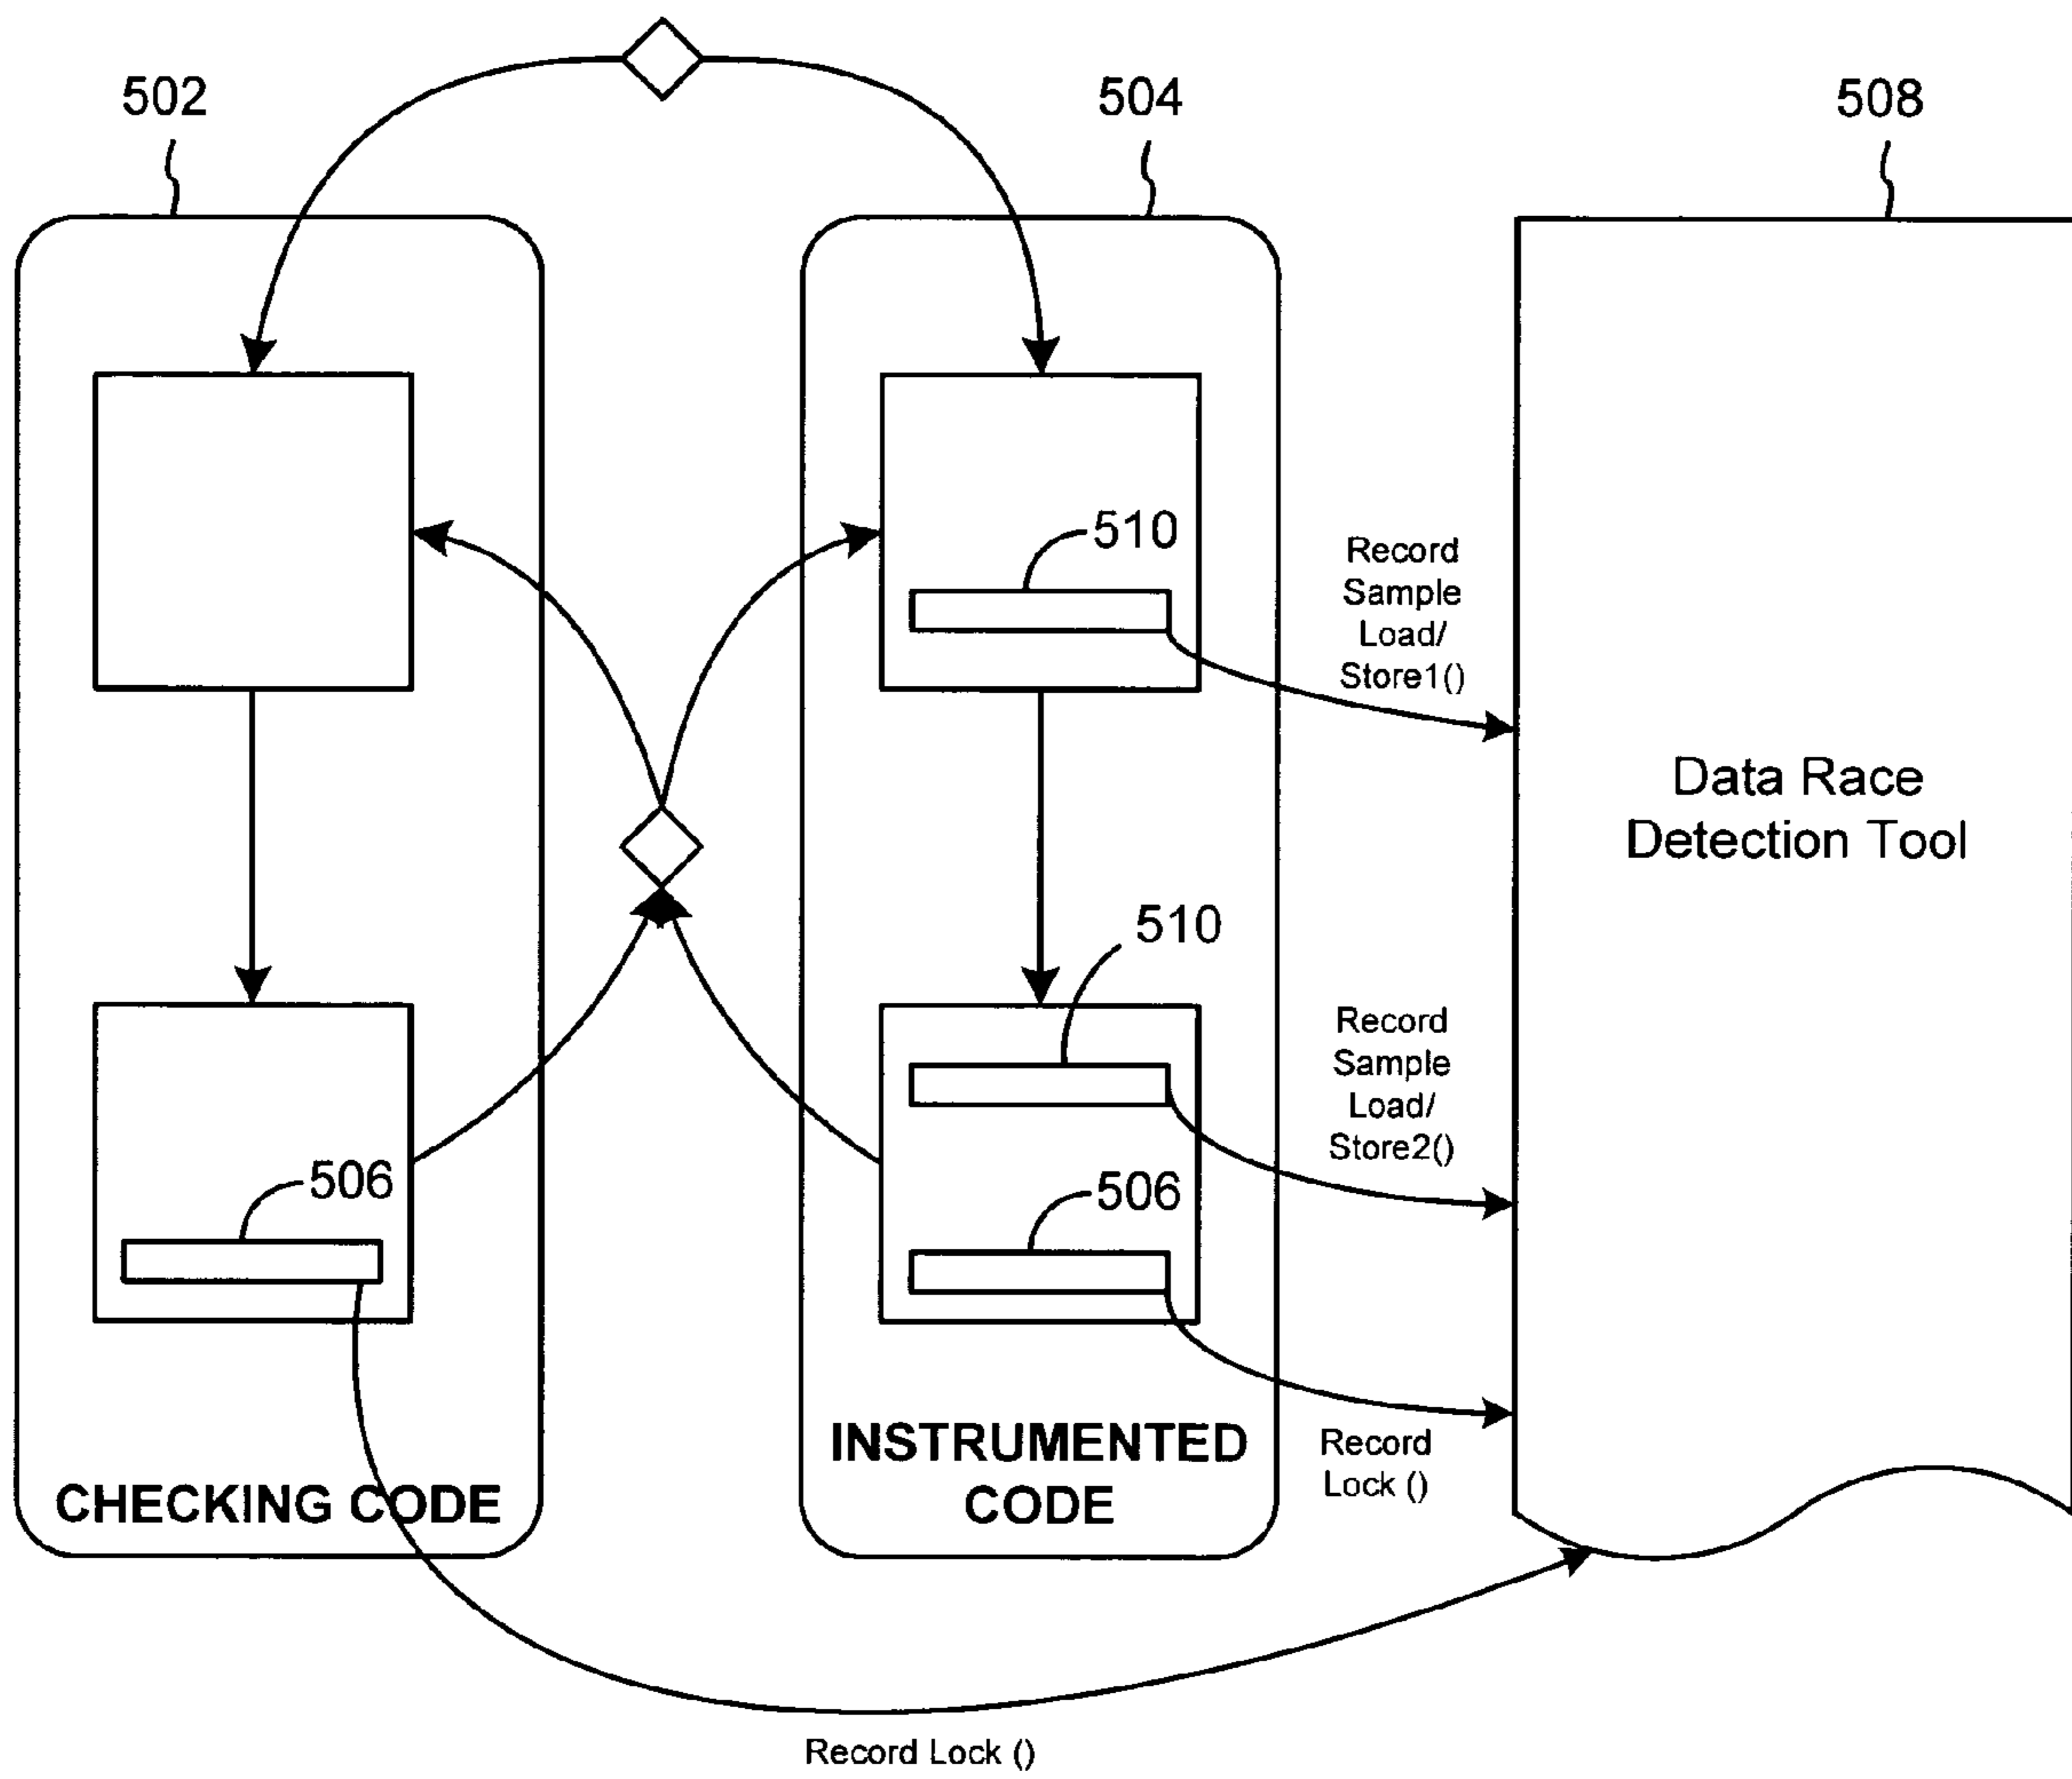 502
504
508
510
Record
Sample
Load/
Store1()
Data Race
Detection Tool
510
Record
Sample
Load/
Store2()
506
506
INSTRUMENTED
CODE
Record
Lock ()
CHECKING CODE
Record Lock ()